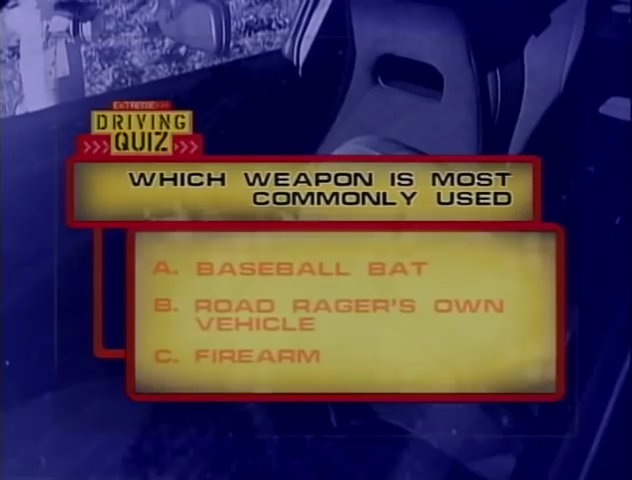 EXTREME
DRIVING
QUIZ
WHICH WEAPON IS MOST
COMMONLY USED
A. BASEBALL BAT
B. ROAD RAGER'S OWN
VEHICLE
C. FIREARM